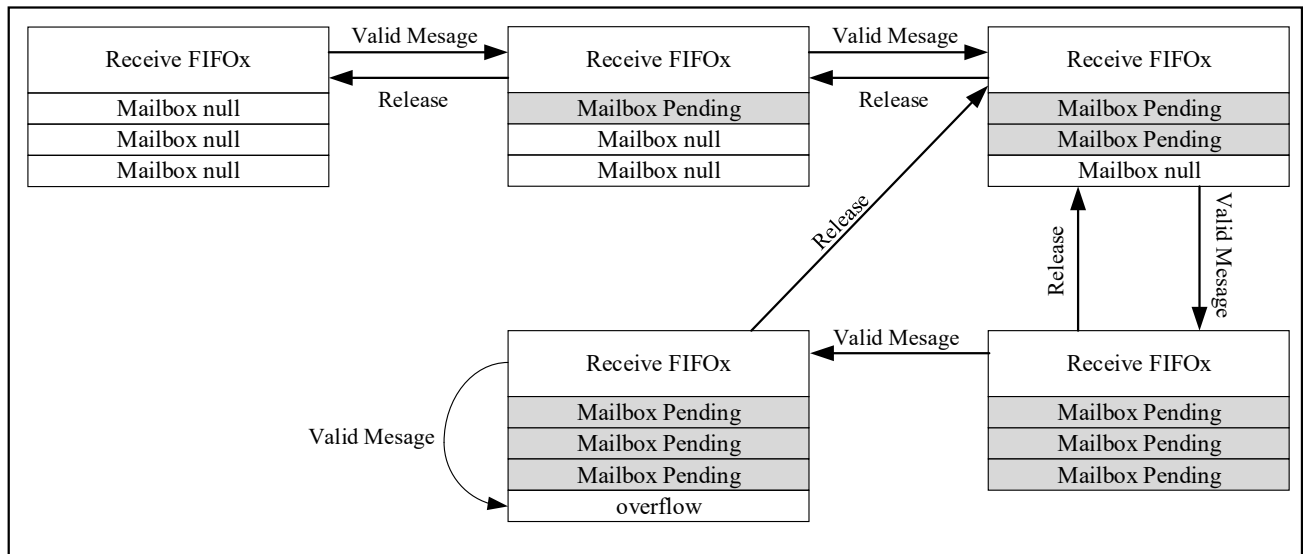 Receive FIFOx
Mailbox null
Mailbox null
Mailbox null
Valid Mesage
Release
Receive FIFOx
Mailbox Pending
Mailbox null
Mailbox null
Valid Mesage
Release
Receive FIFOx
Mailbox Pending
Mailbox Pending
Mailbox null
Release
Release
Valid Mesage
Valid Mesage
Receive FIFOx
Mailbox Pending
Mailbox Pending
Mailbox Pending
overflow
Valid Mesage
Receive FIFOx
Mailbox Pending
Mailbox Pending
Mailbox Pending